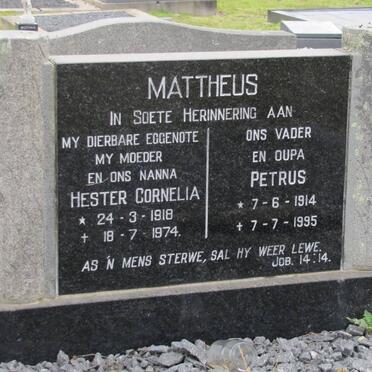 MATTHEUS
IN SOETE HERINNERING AAN
MY DIERBARE EGGENOTE
MY MOEDER
EN ONS NANNA
HESTER CORNELIA
★ 24-3-1918
+ 18-7-1974.
ONS VADER
EN OUPA
PETRUS
★ 7-6-1914
+ 7-7-1995
AS 'N MENS STERWE, SAL HY WEER LEWE.
JOB. 14:14.